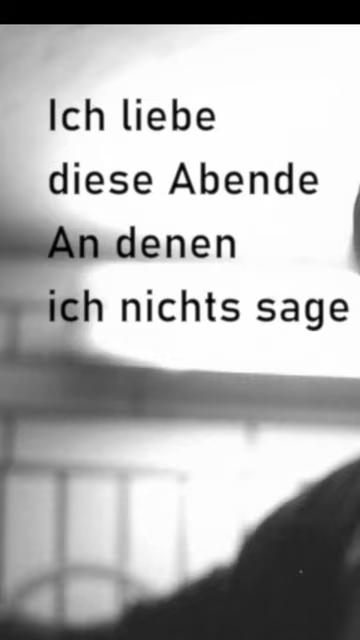 Ich liebe
diese Abende
An denen
ich nichts sage